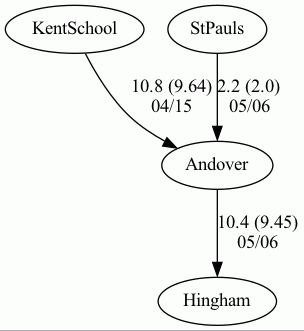 KentSchool
StPauls
10.8 (9.64)
04/15
2.2 (2.0)
05/06
Andover
10.4 (9.45)
05/06
Hingham